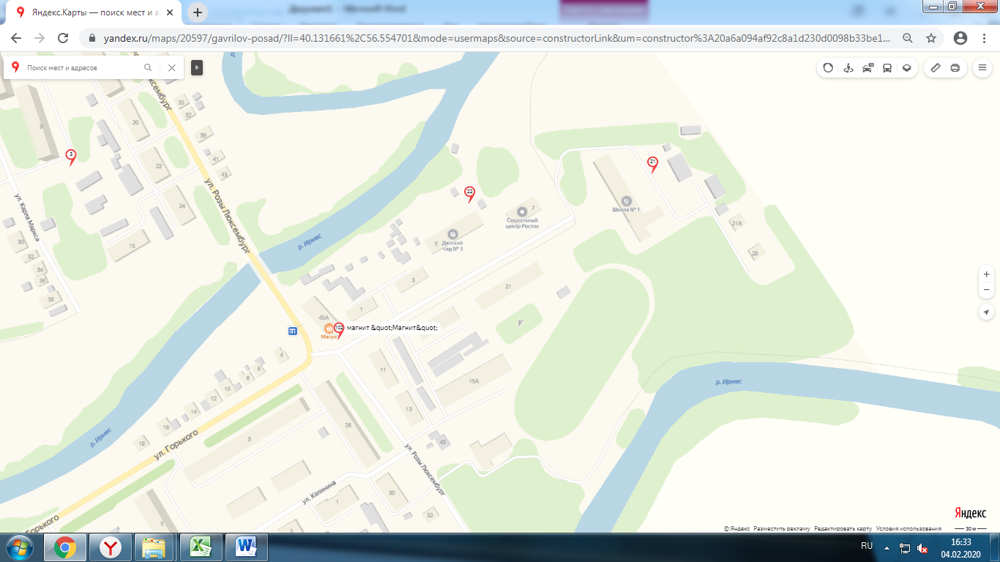 Документ1 - Microsoft Word
Яндекс.Карты — поиск мест и а
yandex.ru/maps/20597/gavrilov-posad/?ll=40.131661%2C56.554701&mode=usermaps&source=constructorLink&um=constructor%3A20a6a094af92c8a1d230d0098b33be1...
Поиск мест и адресов
9
20
35
37
39
41
43
22
24
15
3
ул. Карла Маркса
30
32
34
36
38
ул. Розы Люксембург
р. Ирмес
22
5
Детский
сад № 3
7
Социальный
центр Росток
21
Школа № 1
21А
26
3
1
21
45А
Магнит
102
магнит &quot;Магнит&quot;
4
6
8
10
12
14
16
18
ул. Горького
р. Ирмес
3
28
11
13
15А
45
ул. Розы Люксембург
ул. Калинина
30
32
1
3
5
Горького
р. Ирмес
Яндекс
© Яндекс Разместить рекламу Редактировать карту Условия использования 30 м
RU
16:33
04.02.2020